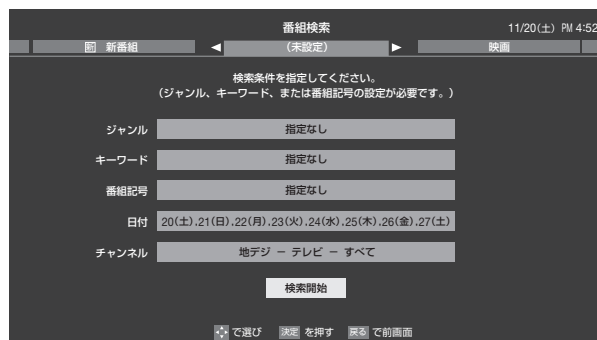 番組検索
11/20(土) PM 4:52
新 新番組 ◀ (未設定) ▶ 映画
検索条件を指定してください。
(ジャンル、キーワード、または番組記号の設定が必要です。)
ジャンル 指定なし
キーワード 指定なし
番組記号 指定なし
日付 20(土).21(日).22(月).23(火).24(水).25(木).26(金).27(土)
チャンネル 地デジ － テレビ － すべて
検索開始
で選び 決定 を押す 戻る で前画面